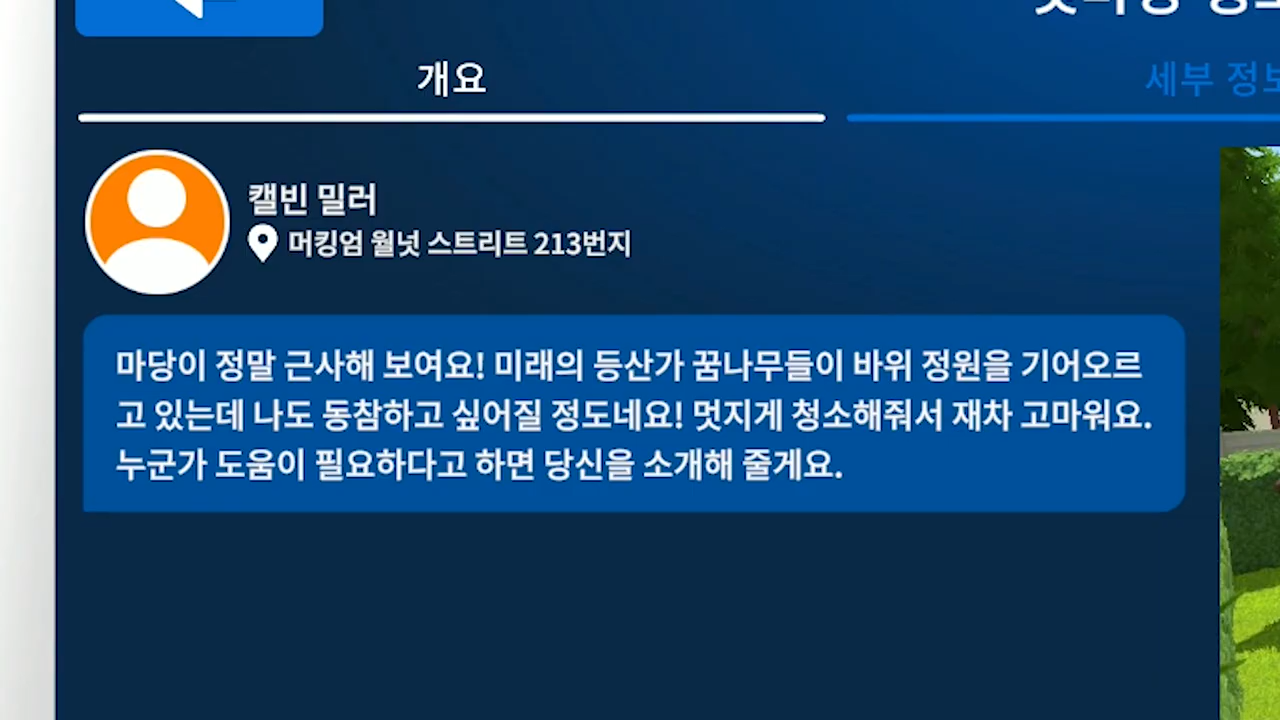 개요
세부 정보
캘빈 밀러
머킹엄 월넛 스트리트 213번지
마당이 정말 근사해 보여요! 미래의 등산가 꿈나무들이 바위 정원을 기어오르
고 있는데 나도 동참하고 싶어질 정도네요! 멋지게 청소해줘서 재차 고마워요.
누군가 도움이 필요하다고 하면 당신을 소개해 줄게요.